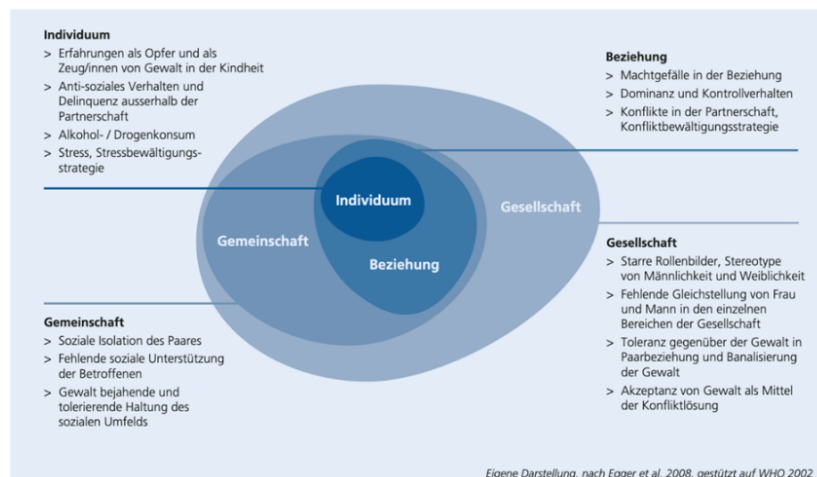 Individuum
> Erfahrungen als Opfer und als
Zeug/innen von Gewalt in der Kindheit
> Anti-soziales Verhalten und
Delinquenz ausserhalb der
Partnerschaft
> Alkohol- / Drogenkonsum
> Stress, Stressbewältigungs-
strategie
Beziehung
> Machtgefälle in der Beziehung
> Dominanz und Kontrollverhalten
> Konflikte in der Partnerschaft,
Konfliktbewältigungsstrategie
Individuum
Gesellschaft
Gemeinschaft
Beziehung
Gemeinschaft
> Soziale Isolation des Paares
> Fehlende soziale Unterstützung
der Betroffenen
> Gewalt bejahende und
tolerierende Haltung des
sozialen Umfelds
Gesellschaft
> Starre Rollenbilder, Stereotype
von Männlichkeit und Weiblichkeit
> Fehlende Gleichstellung von Frau
und Mann in den einzelnen
Bereichen der Gesellschaft
> Toleranz gegenüber der Gewalt in
Paarbeziehung und Banalisierung
der Gewalt
> Akzeptanz von Gewalt als Mittel
der Konfliktlösung
Eigene Darstellung, nach Egger et al. 2008, gestützt auf WHO 2002